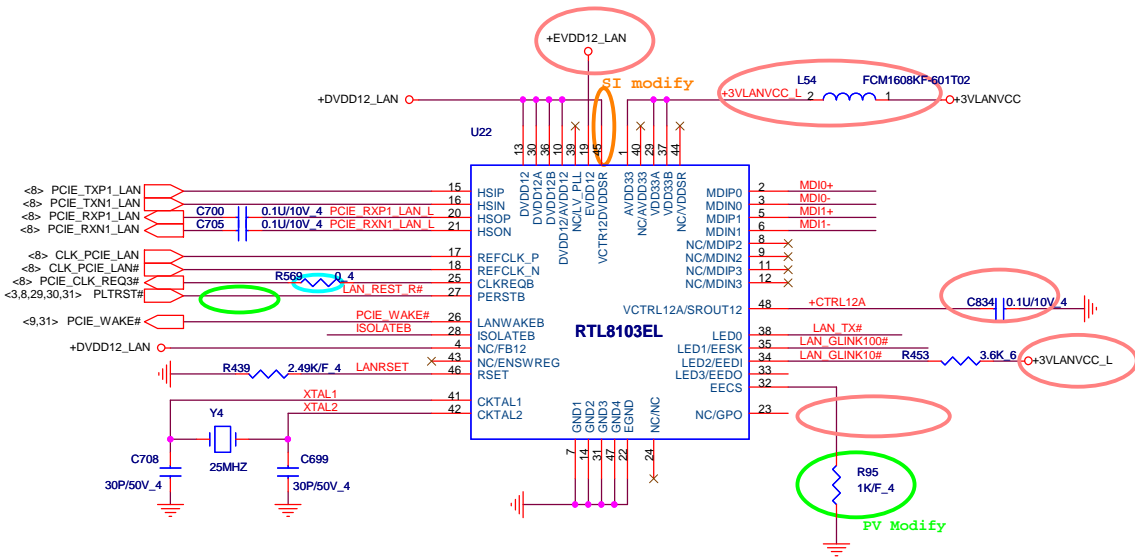 +EVDD12_LAN
SI modify
L54 FCM1608KF-601T02
+DVDD12_LAN
+3VLANVCC_L 2 1 +3VLANVCC
U22
13 30 36 10 39 19 45 1 40 29 37 44
DVDD12
DVDD12A
DVDD12B
DVDD12/AVDD12
NC/LV_PLL
EVDD12
VCTR12DVDDSR
AVDD33
NC/AVDD33
VDD33A
VDD33B
NC/VDDSR
<8> PCIE_TXP1_LAN 15 HSIP MDIP0 2 MDI0+
<8> PCIE_TXN1_LAN 16 HSIN MDIN0 3 MDI0-
<8> PCIE_RXP1_LAN C700 0.1U/10V_4 PCIE_RXP1_LAN_L 20 HSOP MDIP1 5 MDI1+
<8> PCIE_RXN1_LAN C705 0.1U/10V_4 PCIE_RXN1_LAN_L 21 HSON MDIN1 6 MDI1-
NC/MDIP2 8
<8> CLK_PCIE_LAN 17 REFCLK_P NC/MDIN2 9
<8> CLK_PCIE_LAN# 18 REFCLK_N NC/MDIP3 11
<8> PCIE_CLK_REQ3# R569 0_4 25 CLKREQB NC/MDIN3 12
<3,8,29,30,31> PLTRST# LAN_REST_R# 27 PERSTB
VCTRL12A/SROUT12 48 +CTRL12A C834 0.1U/10V_4
<9,31> PCIE_WAKE# PCIE_WAKE# 26 LANWAKEB
ISOLATEB 28 ISOLATEB RTL8103EL LED0 38 LAN_TX#
+DVDD12_LAN 4 NC/FB12 LED1/EESK 35 LAN_GLINK100#
43 NC/ENSWREG LED2/EEDI 34 LAN_GLINK10# R453 3.6K_6 +3VLANVCC_L
R439 2.49K/F_4 LANRSET 46 RSET LED3/EEDO 33
EECS 32
XTAL1 41 CKTAL1
XTAL2 42 CKTAL2 NC/GPO 23
Y4
25MHZ
GND1
GND2
GND3
GND4
EGND
NC/NC
7 14 31 47 22 24
C708 C699
30P/50V_4 30P/50V_4
R95
1K/F_4
PV Modify